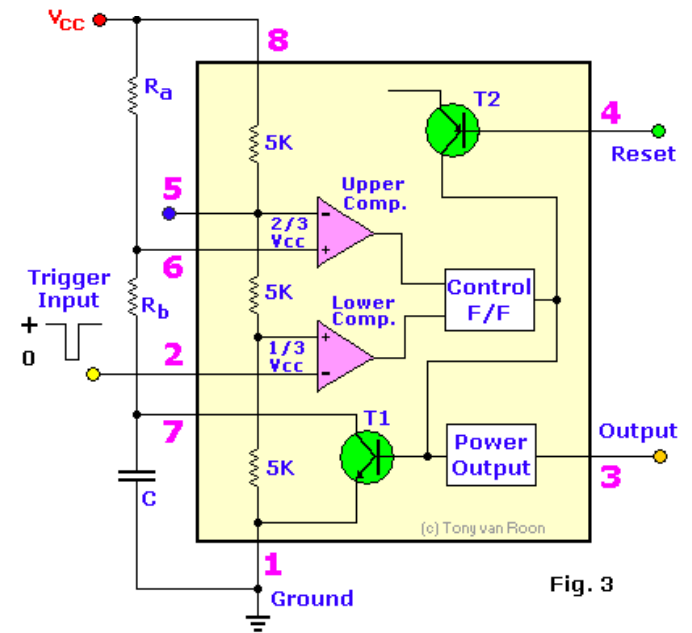 VCC
8
Ra
T2
4
5K
Reset
5
Upper
Comp.
-
2/3
Vcc
+
6
Trigger
Input
Rb
5K
Control
F/F
Lower
Comp.
+
0
2
+
1/3
Vcc
-
7
T1
Power
Output
Output
3
5K
C
(c) Tony van Roon
1
Ground
Fig. 3